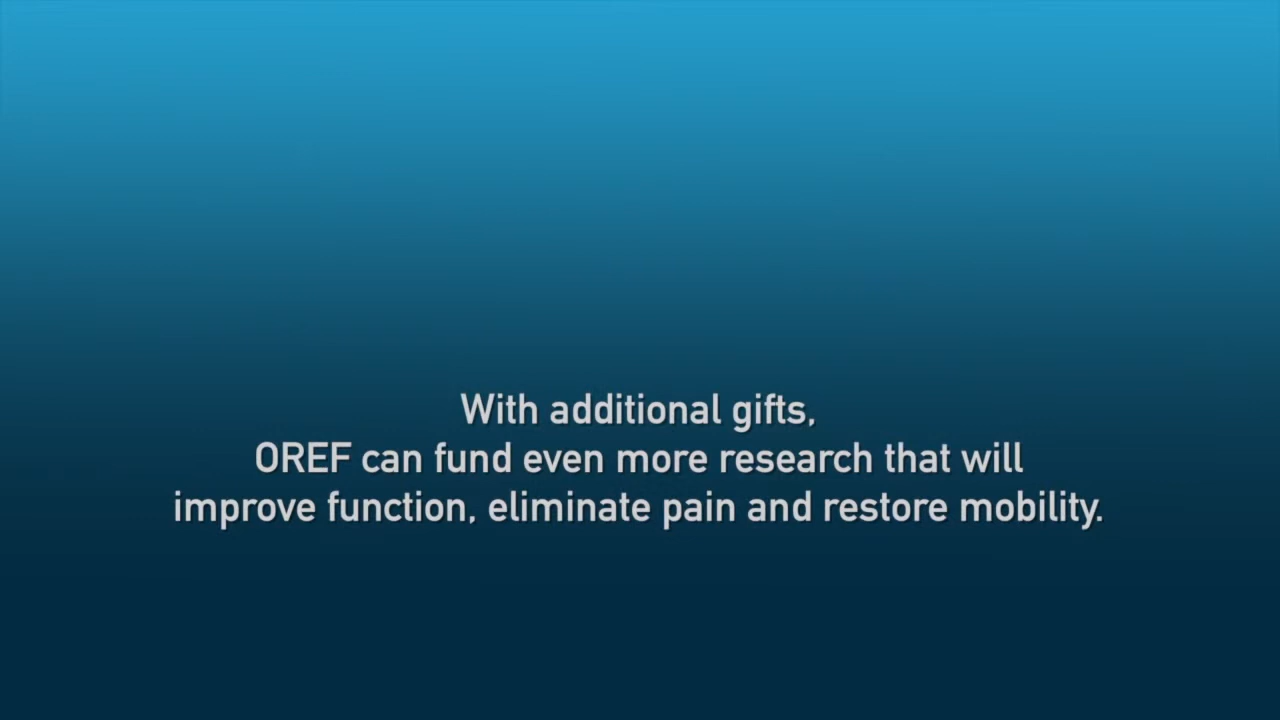 With additional gifts,
OREF can fund even more research that will
improve function, eliminate pain and restore mobility.